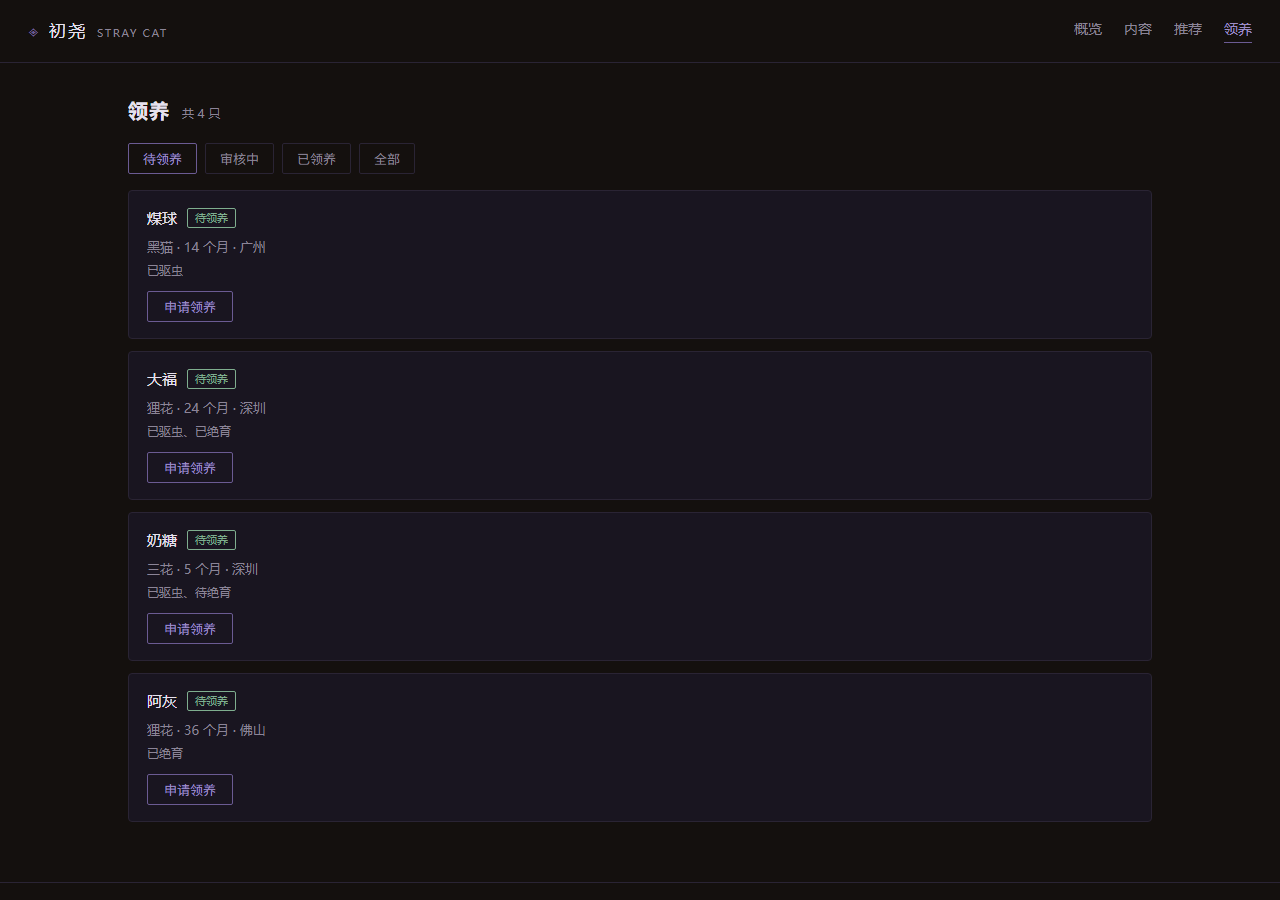 ◈ 初尧 STRAY CAT 概览 内容 推荐 领养
领养 共 4 只
待领养 审核中 已领养 全部
煤球 待领养
黑猫 · 14 个月 · 广州
已驱虫
申请领养
大福 待领养
狸花 · 24 个月 · 深圳
已驱虫、已绝育
申请领养
奶糖 待领养
三花 · 5 个月 · 深圳
已驱虫、待绝育
申请领养
阿灰 待领养
狸花 · 36 个月 · 佛山
已绝育
申请领养